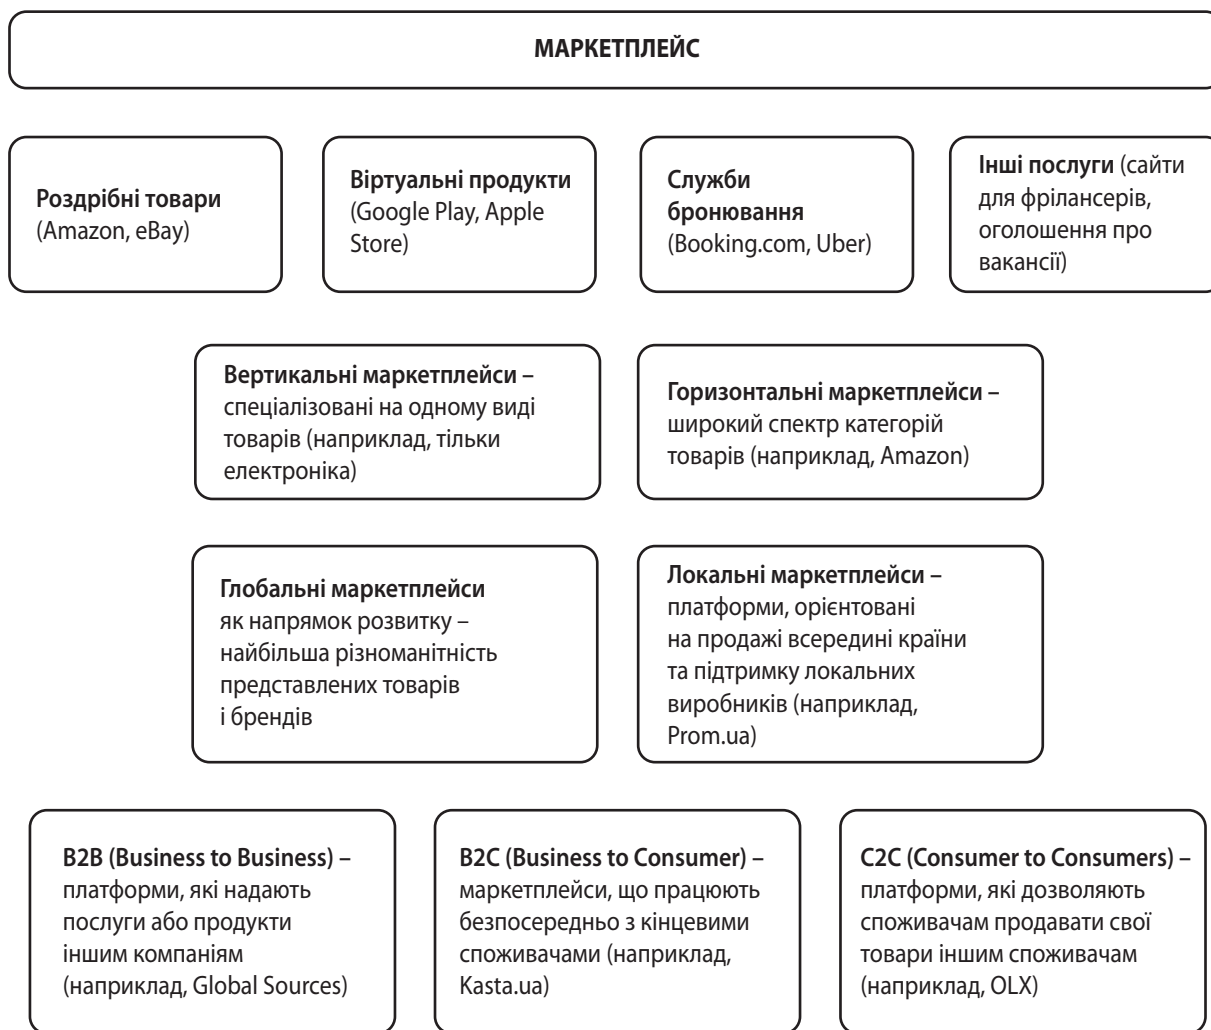 МАРКЕТПЛЕЙС
Роздрібні товари
(Amazon, eBay)
Віртуальні продукти
(Google Play, Apple
Store)
Служби
бронювання
(Booking.com, Uber)
Інші послуги (сайти
для фрілансерів,
оголошення про
вакансії)
Вертикальні маркетплейси –
спеціалізовані на одному виді
товарів (наприклад, тільки
електроніка)
Горизонтальні маркетплейси –
широкий спектр категорій
товарів (наприклад, Amazon)
Глобальні маркетплейси
як напрямок розвитку –
найбільша різноманітність
представлених товарів
і брендів
Локальні маркетплейси –
платформи, орієнтовані
на продажі всередині країни
та підтримку локальних
виробників (наприклад,
Prom.ua)
B2B (Business to Business) –
платформи, які надають
послуги або продукти
іншим компаніям
(наприклад, Global Sources)
B2C (Business to Consumer) –
маркетплейси, що працюють
безпосередньо з кінцевими
споживачами (наприклад,
Kasta.ua)
C2C (Consumer to Consumers) –
платформи, які дозволяють
споживачам продавати свої
товари іншим споживачам
(наприклад, OLX)